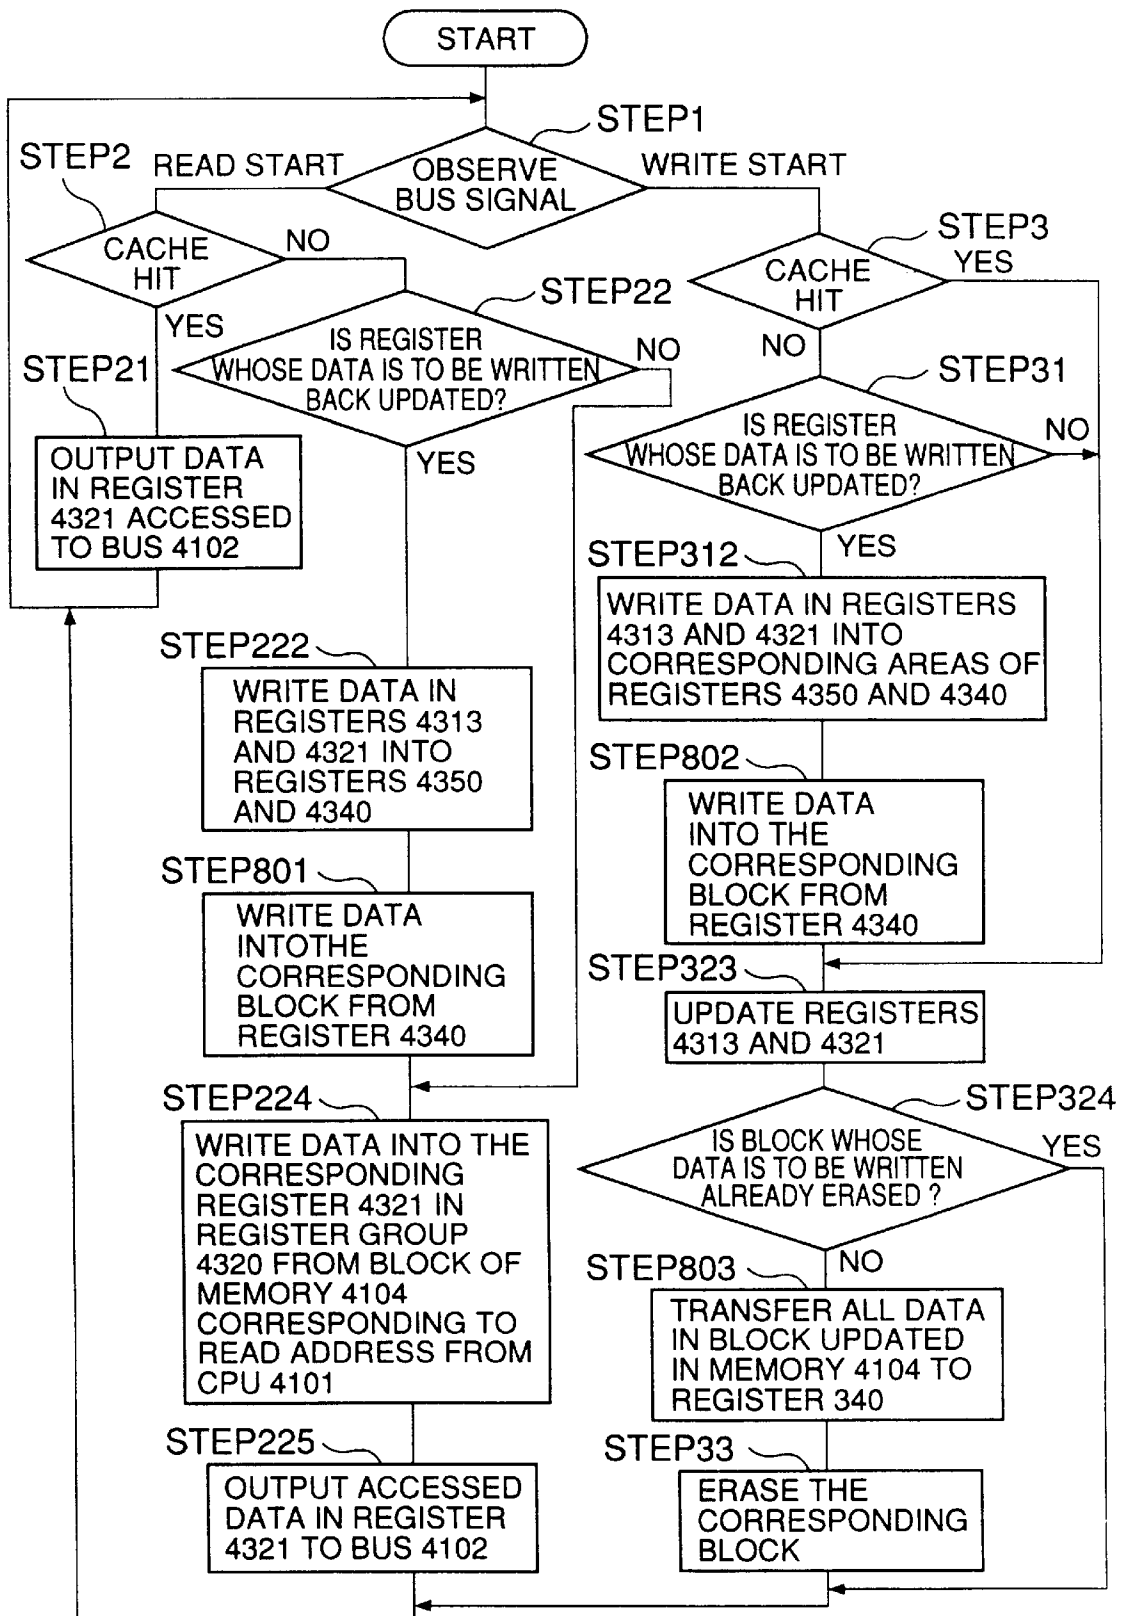 START
STEP1
OBSERVE
BUS SIGNAL
READ START
WRITE START
STEP2
CACHE
HIT
NO
YES
STEP21
OUTPUT DATA
IN REGISTER
4321 ACCESSED
TO BUS 4102
STEP22
IS REGISTER
WHOSE DATA IS TO BE WRITTEN
BACK UPDATED?
NO
YES
STEP222
WRITE DATA IN
REGISTERS 4313
AND 4321 INTO
REGISTERS 4350
AND 4340
STEP801
WRITE DATA
INTOTHE
CORRESPONDING
BLOCK FROM
REGISTER 4340
STEP224
WRITE DATA INTO THE
CORRESPONDING
REGISTER 4321 IN
REGISTER GROUP
4320 FROM BLOCK OF
MEMORY 4104
CORRESPONDING TO
READ ADDRESS FROM
CPU 4101
STEP225
OUTPUT ACCESSED
DATA IN REGISTER
4321 TO BUS 4102
STEP3
CACHE
HIT
YES
NO
STEP31
IS REGISTER
WHOSE DATA IS TO BE WRITTEN
BACK UPDATED?
NO
YES
STEP312
WRITE DATA IN REGISTERS
4313 AND 4321 INTO
CORRESPONDING AREAS OF
REGISTERS 4350 AND 4340
STEP802
WRITE DATA
INTO THE
CORRESPONDING
BLOCK FROM
REGISTER 4340
STEP323
UPDATE REGISTERS
4313 AND 4321
STEP324
IS BLOCK WHOSE
DATA IS TO BE WRITTEN
ALREADY ERASED ?
YES
NO
STEP803
TRANSFER ALL DATA
IN BLOCK UPDATED
IN MEMORY 4104 TO
REGISTER 340
STEP33
ERASE THE
CORRESPONDING
BLOCK